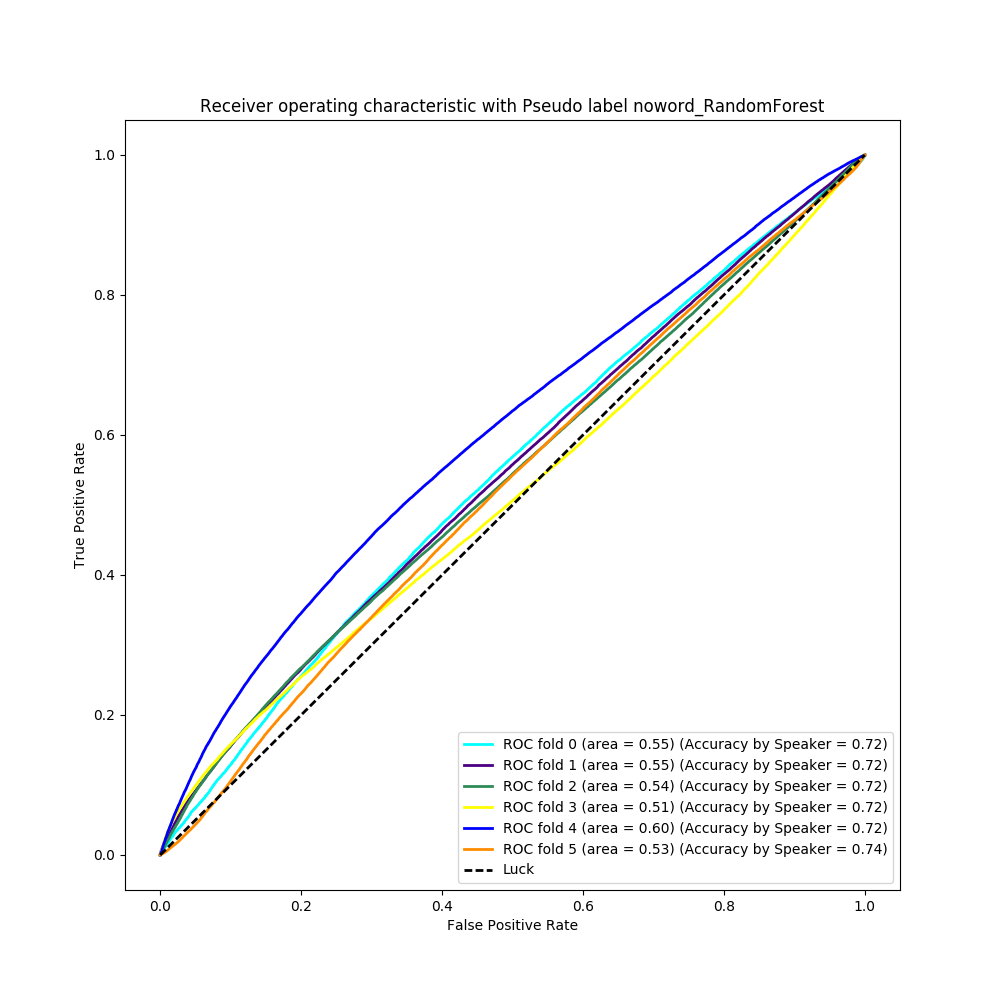 Receiver operating characteristic with Pseudo label noword_RandomForest
1.0
0.8
0.6
0.4
0.2
0.0
True Positive Rate
ROC fold 0 (area = 0.55) (Accuracy by Speaker = 0.72)
ROC fold 1 (area = 0.55) (Accuracy by Speaker = 0.72)
ROC fold 2 (area = 0.54) (Accuracy by Speaker = 0.72)
ROC fold 3 (area = 0.51) (Accuracy by Speaker = 0.72)
ROC fold 4 (area = 0.60) (Accuracy by Speaker = 0.72)
ROC fold 5 (area = 0.53) (Accuracy by Speaker = 0.74)
Luck
0.0 0.2 0.4 0.6 0.8 1.0
False Positive Rate